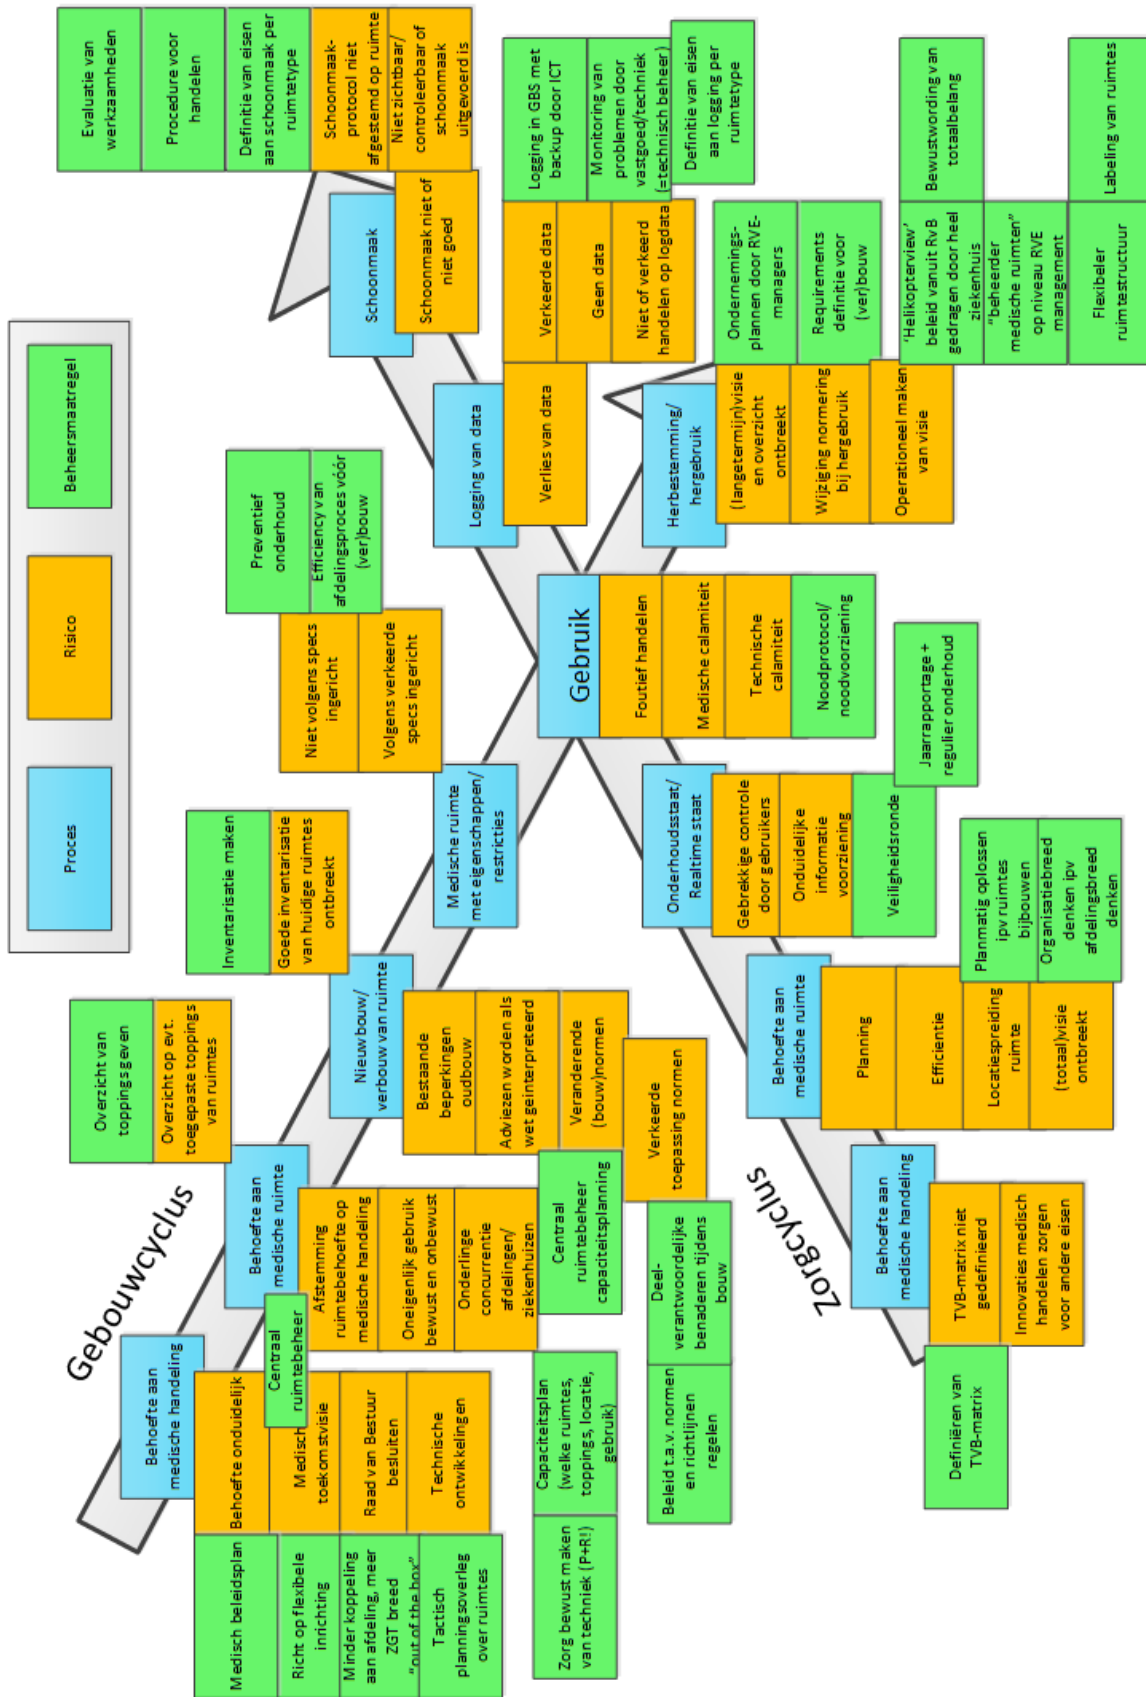 Proces
Risico
Beheersmaatregel
Gebouwcyclus
Behoefte aan
medische handeling
Behoefte onduidelijk
Medisch
toekomstvisie
Raad van Bestuur
besluiten
Technische
ontwikkelingen
Medisch beleidsplan
Richt op flexibele
inrichting
Minder koppeling
aan afdeling, meer
ZGT breed
“out of the box”
Tactisch
planningsoverleg
over ruimtes
Centraal
ruimtebeheer
Overzicht van
toppings geven
Overzicht op evt.
toegepaste toppings
van ruimtes
Behoefte aan
medische ruimte
Afstemming
ruimtebehoefte op
medische handeling
Oneigenlijk gebruik
bewust en onbewust
Onderlinge
concurrentie
afdelingen/
ziekenhuizen
Centraal
ruimtebeheer
capaciteitsplanning
Capaciteitsplan
(welke ruimtes,
toppings, locatie,
gebruik)
Zorg bewust maken
van techniek (P+R!)
Inventarisatie maken
Goede inventarisatie
van huidige ruimtes
ontbreekt
Nieuwbouw/
verbouw van ruimte
Bestaande
beperkingen
oudbouw
Adviezen worden als
wet geinterpreteerd
Veranderende
(bouw)normen
Verkeerde
toepassing normen
Deel-
verantwoordelijke
benaderen tijdens
bouw
Beleid t.a.v. normen
en richtlijnen
regelen
Preventief
onderhoud
Efficiency van
afdelingsproces vóór
(ver)bouw
Niet volgens specs
ingericht
Volgens verkeerde
specs ingericht
Medische ruimte
met eigenschappen/
restricties
Gebruik
Foutief handelen
Medische calamiteit
Technische
calamiteit
Noodprotocol/
noodvoorziening
Logging van data
Verlies van data
Verkeerde data
Geen data
Niet of verkeerd
handelen op logdata
Logging in GBS met
backup door ICT
Monitoring van
problemen door
vastgoed/techniek
(=technisch beheer)
Definitie van eisen
aan logging per
ruimtetype
Schoonmaak
Schoonmaak niet of
niet goed
Evaluatie van
werkzaamheden
Procedure voor
handelen
Definitie van eisen
aan schoonmaak per
ruimtetype
Schoonmaak-
protocol niet
afgestemd op ruimte
Niet zichtbaar/
controleerbaar of
schoonmaak
uitgevoerd is
Zorgcyclus
Behoefte aan
medische handeling
TVB-matrix niet
gedefinieerd
Innovaties medisch
handelen zorgen
voor andere eisen
Definiëren van
TVB-matrix
Behoefte aan
medische ruimte
Planning
Efficientie
Locatiespreiding
ruimte
(totaal)visie
ontbreekt
Planmatig oplossen
ipv ruimtes
bijbouwen
Organisatiebreed
denken ipv
afdelingsbreed
denken
Onderhoudsstaat/
Realtime staat
Gebrekkige controle
door gebruikers
Onduidelijke
informatie
voorziening
Veiligheidsronde
Jaarrapportage +
regulier onderhoud
Herbestemming/
hergebruik
(langetermijn)visie
en overzicht
ontbreekt
Wijziging normering
bij hergebruik
Operationeel maken
van visie
Ondernemings-
plannen door RVE-
managers
Requirements
definitie voor
(ver)bouw
‘Helikopterview’
beleid vanuit RvB
gedragen door heel
ziekenhuis
“beheerder
medische ruimten”
op niveau RVE
management
Flexibeler
ruimtestructuur
Bewustwording van
totaalbelang
Labeling van ruimtes